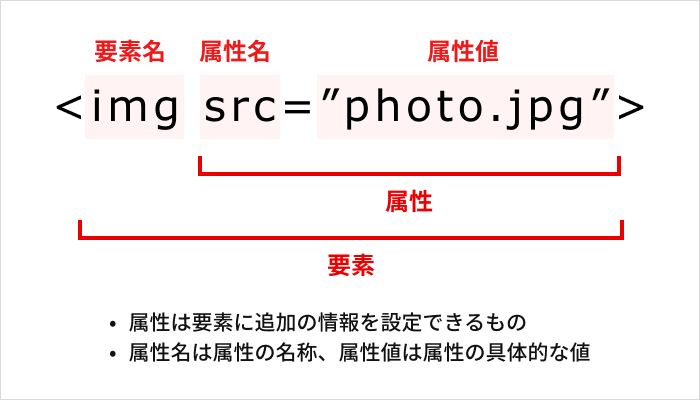 要素名 属性名 属性値
<img src=”photo.jpg”>
属性
要素
• 属性は要素に追加の情報を設定できるもの
• 属性名は属性の名称、属性値は属性の具体的な値